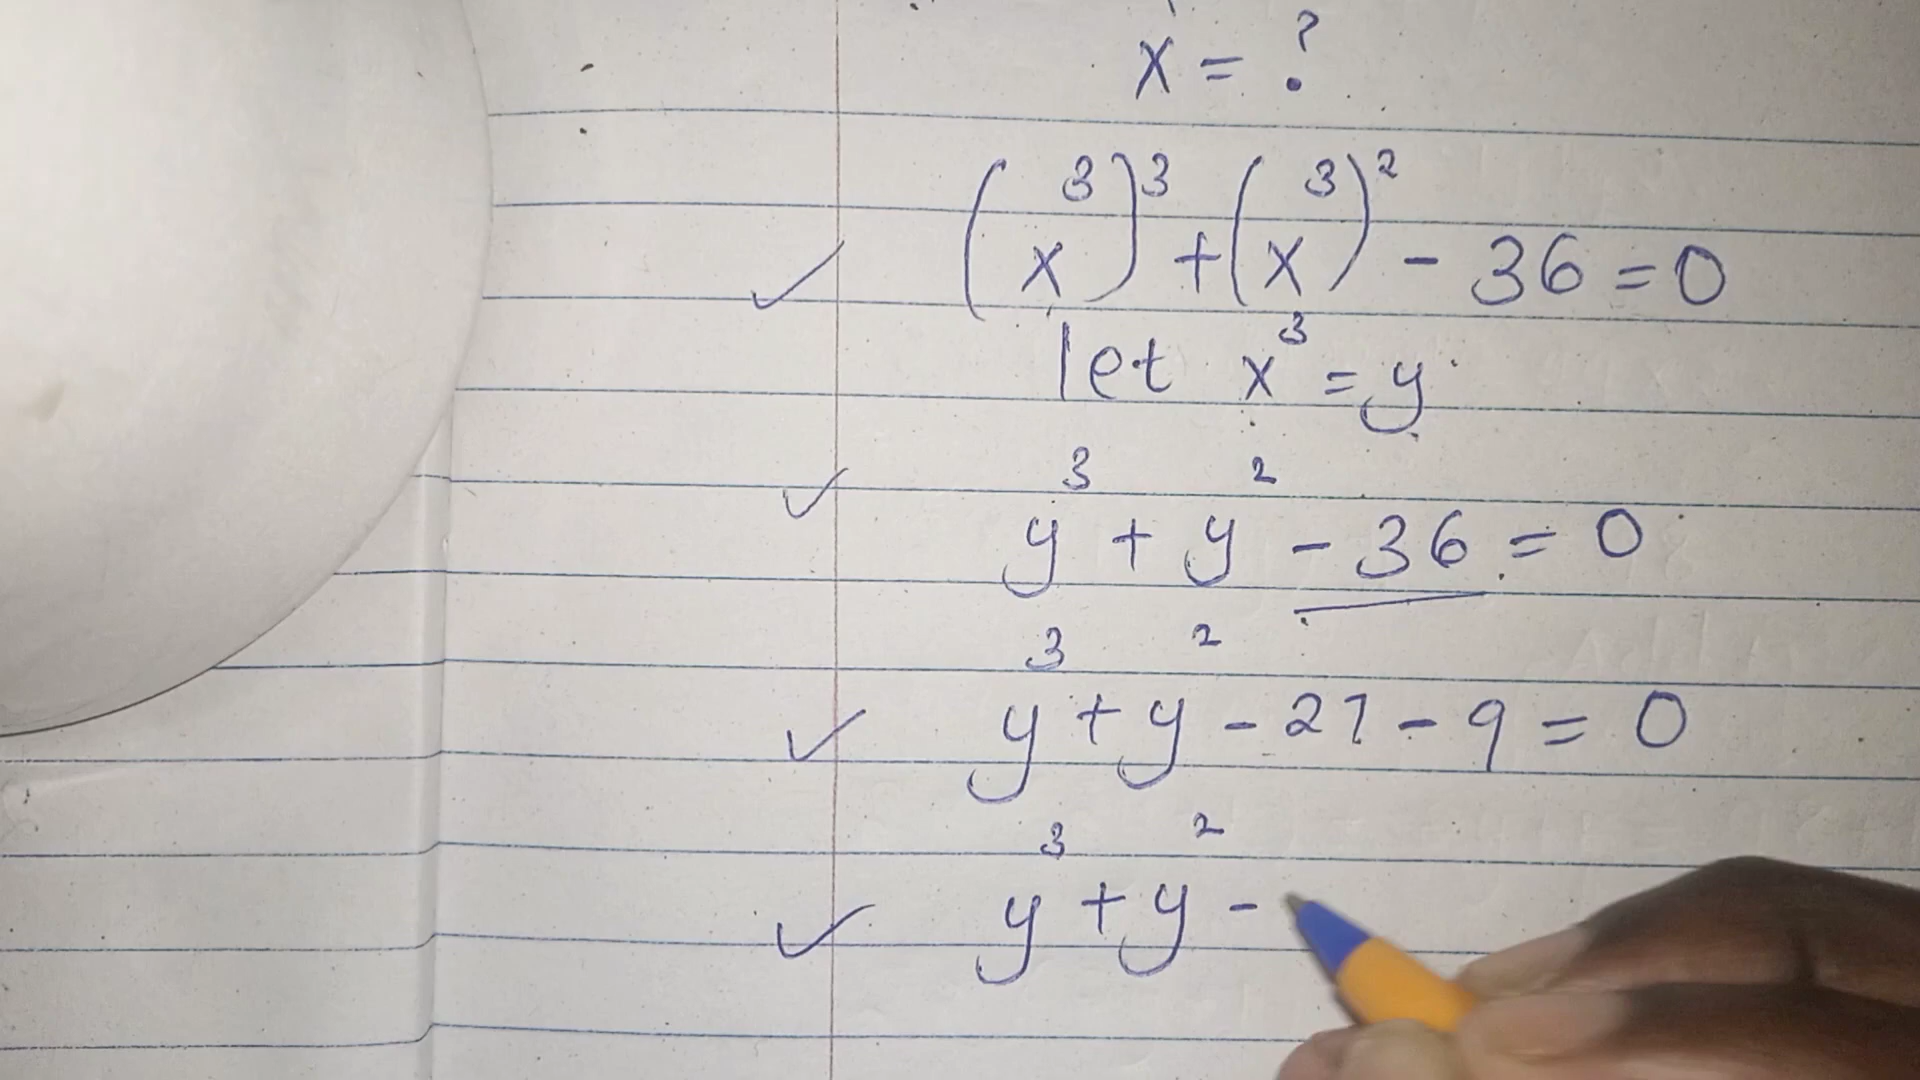 x = ?
(x³)³ + (x³)² - 36 = 0
let x³ = y
y³ + y² - 36 = 0
y³ + y² - 27 - 9 = 0
y³ + y² -